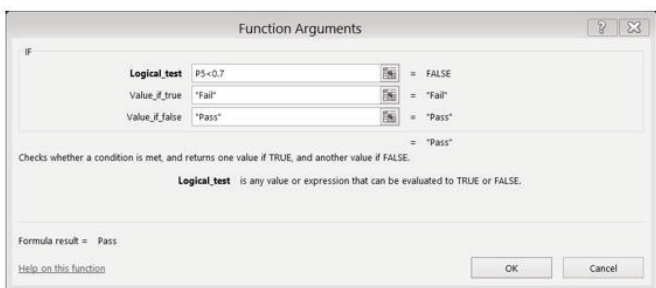 Function Arguments
IF
Logical_test P5<0.7 = FALSE
Value_if_true "Fail" = "Fail"
Value_if_false "Pass" = "Pass"
= "Pass"
Checks whether a condition is met, and returns one value if TRUE, and another value if FALSE.
Logical_test is any value or expression that can be evaluated to TRUE or FALSE.
Formula result = Pass
Help on this function OK Cancel